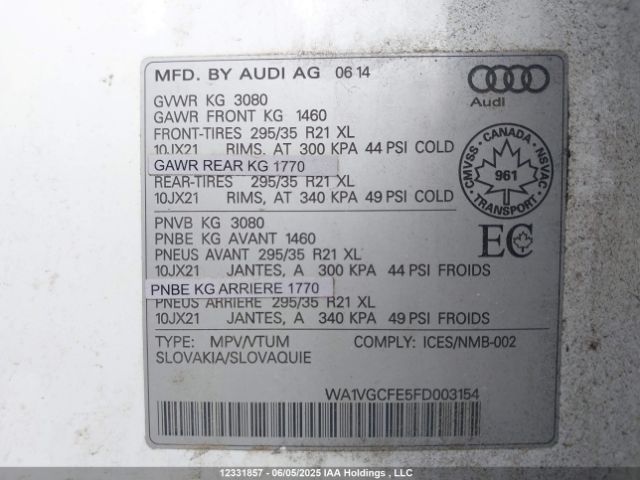 MFD. BY AUDI AG 06 14
Audi
GVWR KG 3080
GAWR FRONT KG 1460
FRONT-TIRES 295/35 R21 XL
10JX21 RIMS, AT 300 KPA 44 PSI COLD
GAWR REAR KG 1770
REAR-TIRES 295/35 R21 XL
10JX21 RIMS, AT 340 KPA 49 PSI COLD
CMVSS - CANADA - NSVAC
961
TRANSPORT
PNVB KG 3080
PNBE KG AVANT 1460
PNEUS AVANT 295/35 R21 XL
10JX21 JANTES, A 300 KPA 44 PSI FROIDS
PNBE KG ARRIERE 1770
PNEUS ARRIERE 295/35 R21 XL
10JX21 JANTES, A 340 KPA 49 PSI FROIDS
EC
TYPE: MPV/VTUM COMPLY: ICES/NMB-002
SLOVAKIA/SLOVAQUIE
WA1VGCFE5FD003154
12331857 - 06/05/2025 IAA Holdings , LLC